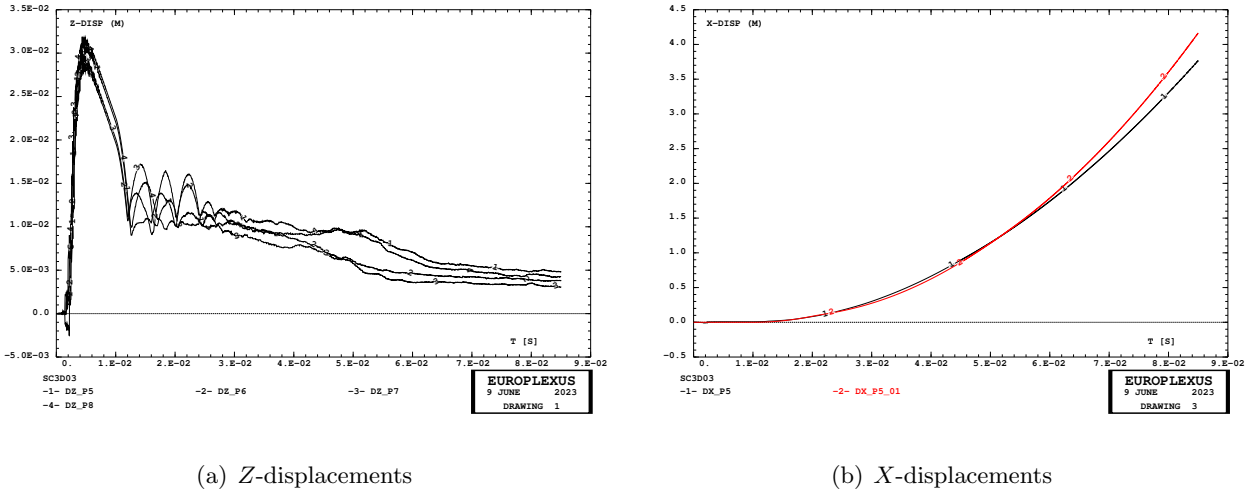 Z-DISP (M)
3.5E-02
3.0E-02
2.5E-02
2.0E-02
1.5E-02
1.0E-02
5.0E-03
0.0
-5.0E-03
T [S]
0. 1.E-02 2.E-02 3.E-02 4.E-02 5.E-02 6.E-02 7.E-02 8.E-02 9.E-02
SC3D03
-1- DZ_P5 -2- DZ_P6 -3- DZ_P7
-4- DZ_P8
EUROPLEXUS
9 JUNE 2023
DRAWING 1
X-DISP (M)
4.5
4.0
3.5
3.0
2.5
2.0
1.5
1.0
0.5
0.0
-0.5
T [S]
0. 1.E-02 2.E-02 3.E-02 4.E-02 5.E-02 6.E-02 7.E-02 8.E-02 9.E-02
SC3D03
-1- DX_P5 -2- DX_P5_01
EUROPLEXUS
9 JUNE 2023
DRAWING 3
(a) Z-displacements
(b) X-displacements